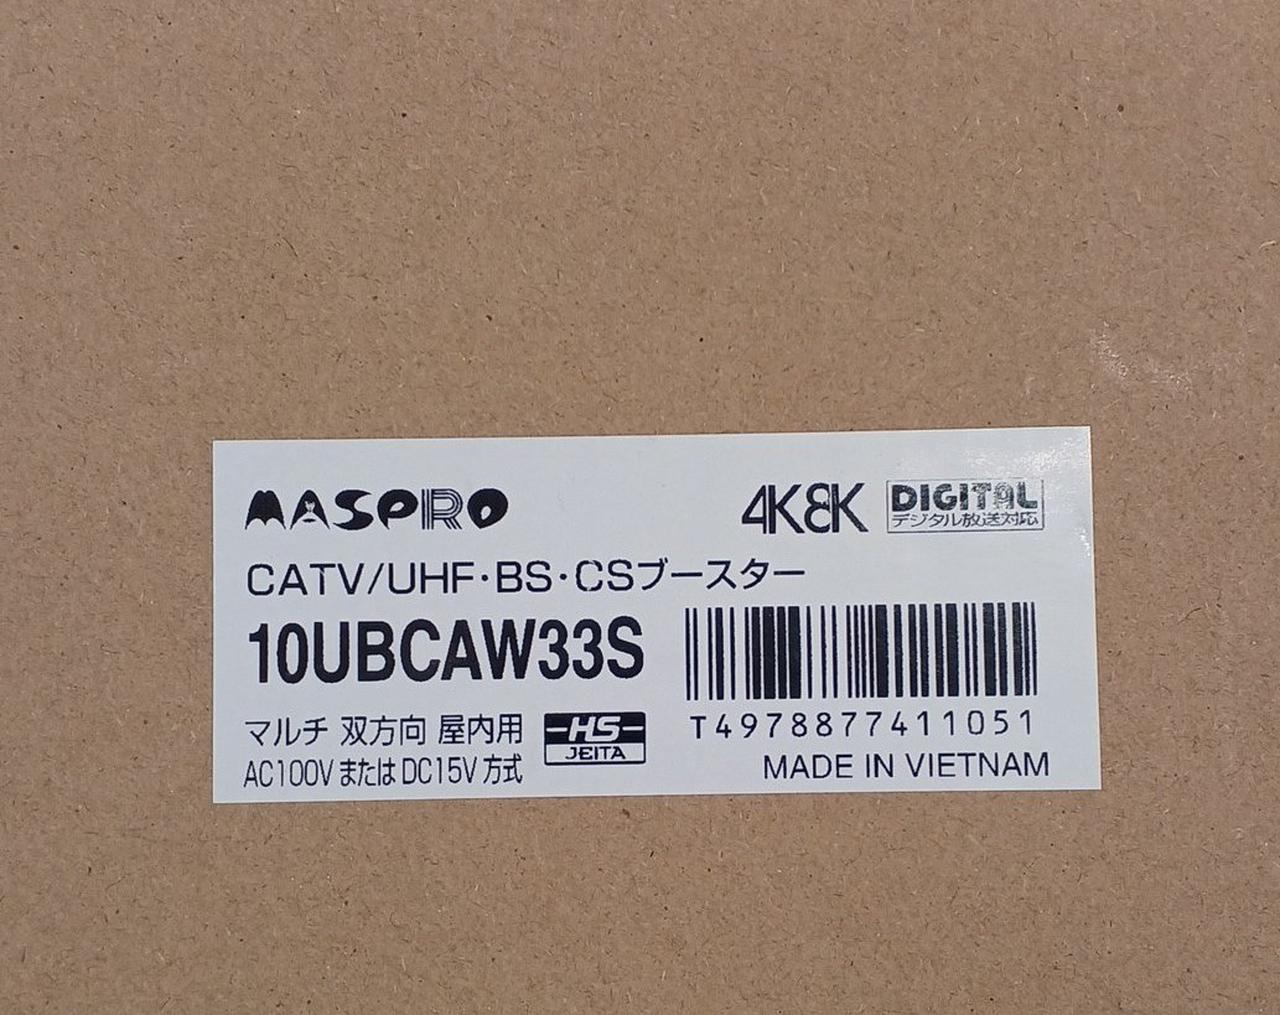 MASPRO
4K8K
DIGITAL
デジタル放送対応
CATV/UHF・BS・CSブースター
10UBCAW33S
マルチ 双方向 屋内用
AC100VまたはDC15V方式
-HS-
JEITA
T4978877411051
MADE IN VIETNAM